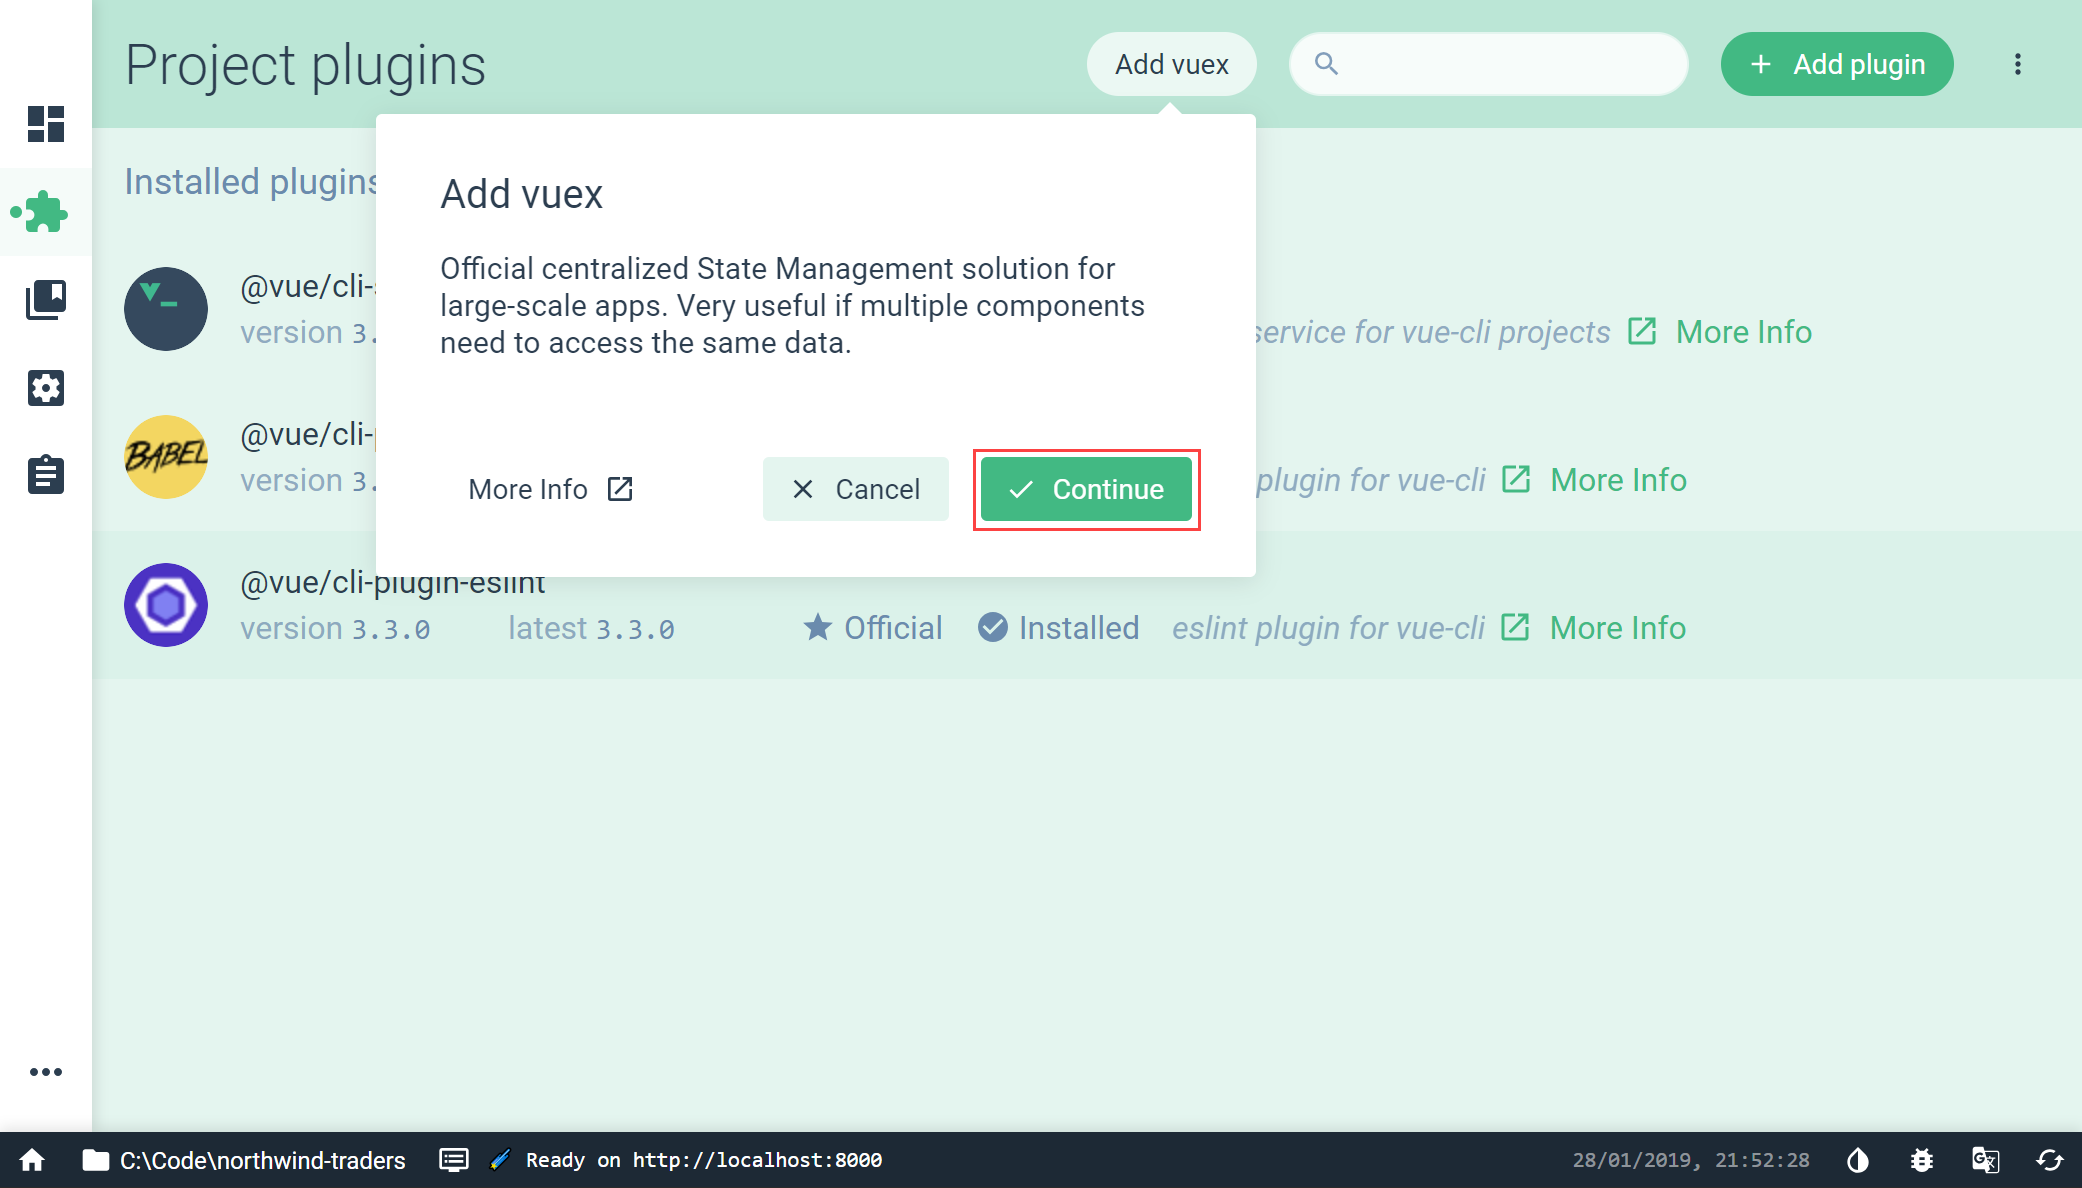 Project plugins
Add vuex
Add plugin
Installed plugins
Add vuex
Official centralized State Management solution for
large-scale apps. Very useful if multiple components
need to access the same data.
More Info
Cancel
Continue
@vue/cli-
version 3.
service for vue-cli projects
More Info
BABEL
@vue/cli-
version 3.
plugin for vue-cli
More Info
@vue/cli-plugin-eslint
version 3.3.0
latest 3.3.0
Official
Installed
eslint plugin for vue-cli
More Info
C:\Code\northwind-traders
Ready on http://localhost:8000
28/01/2019, 21:52:28